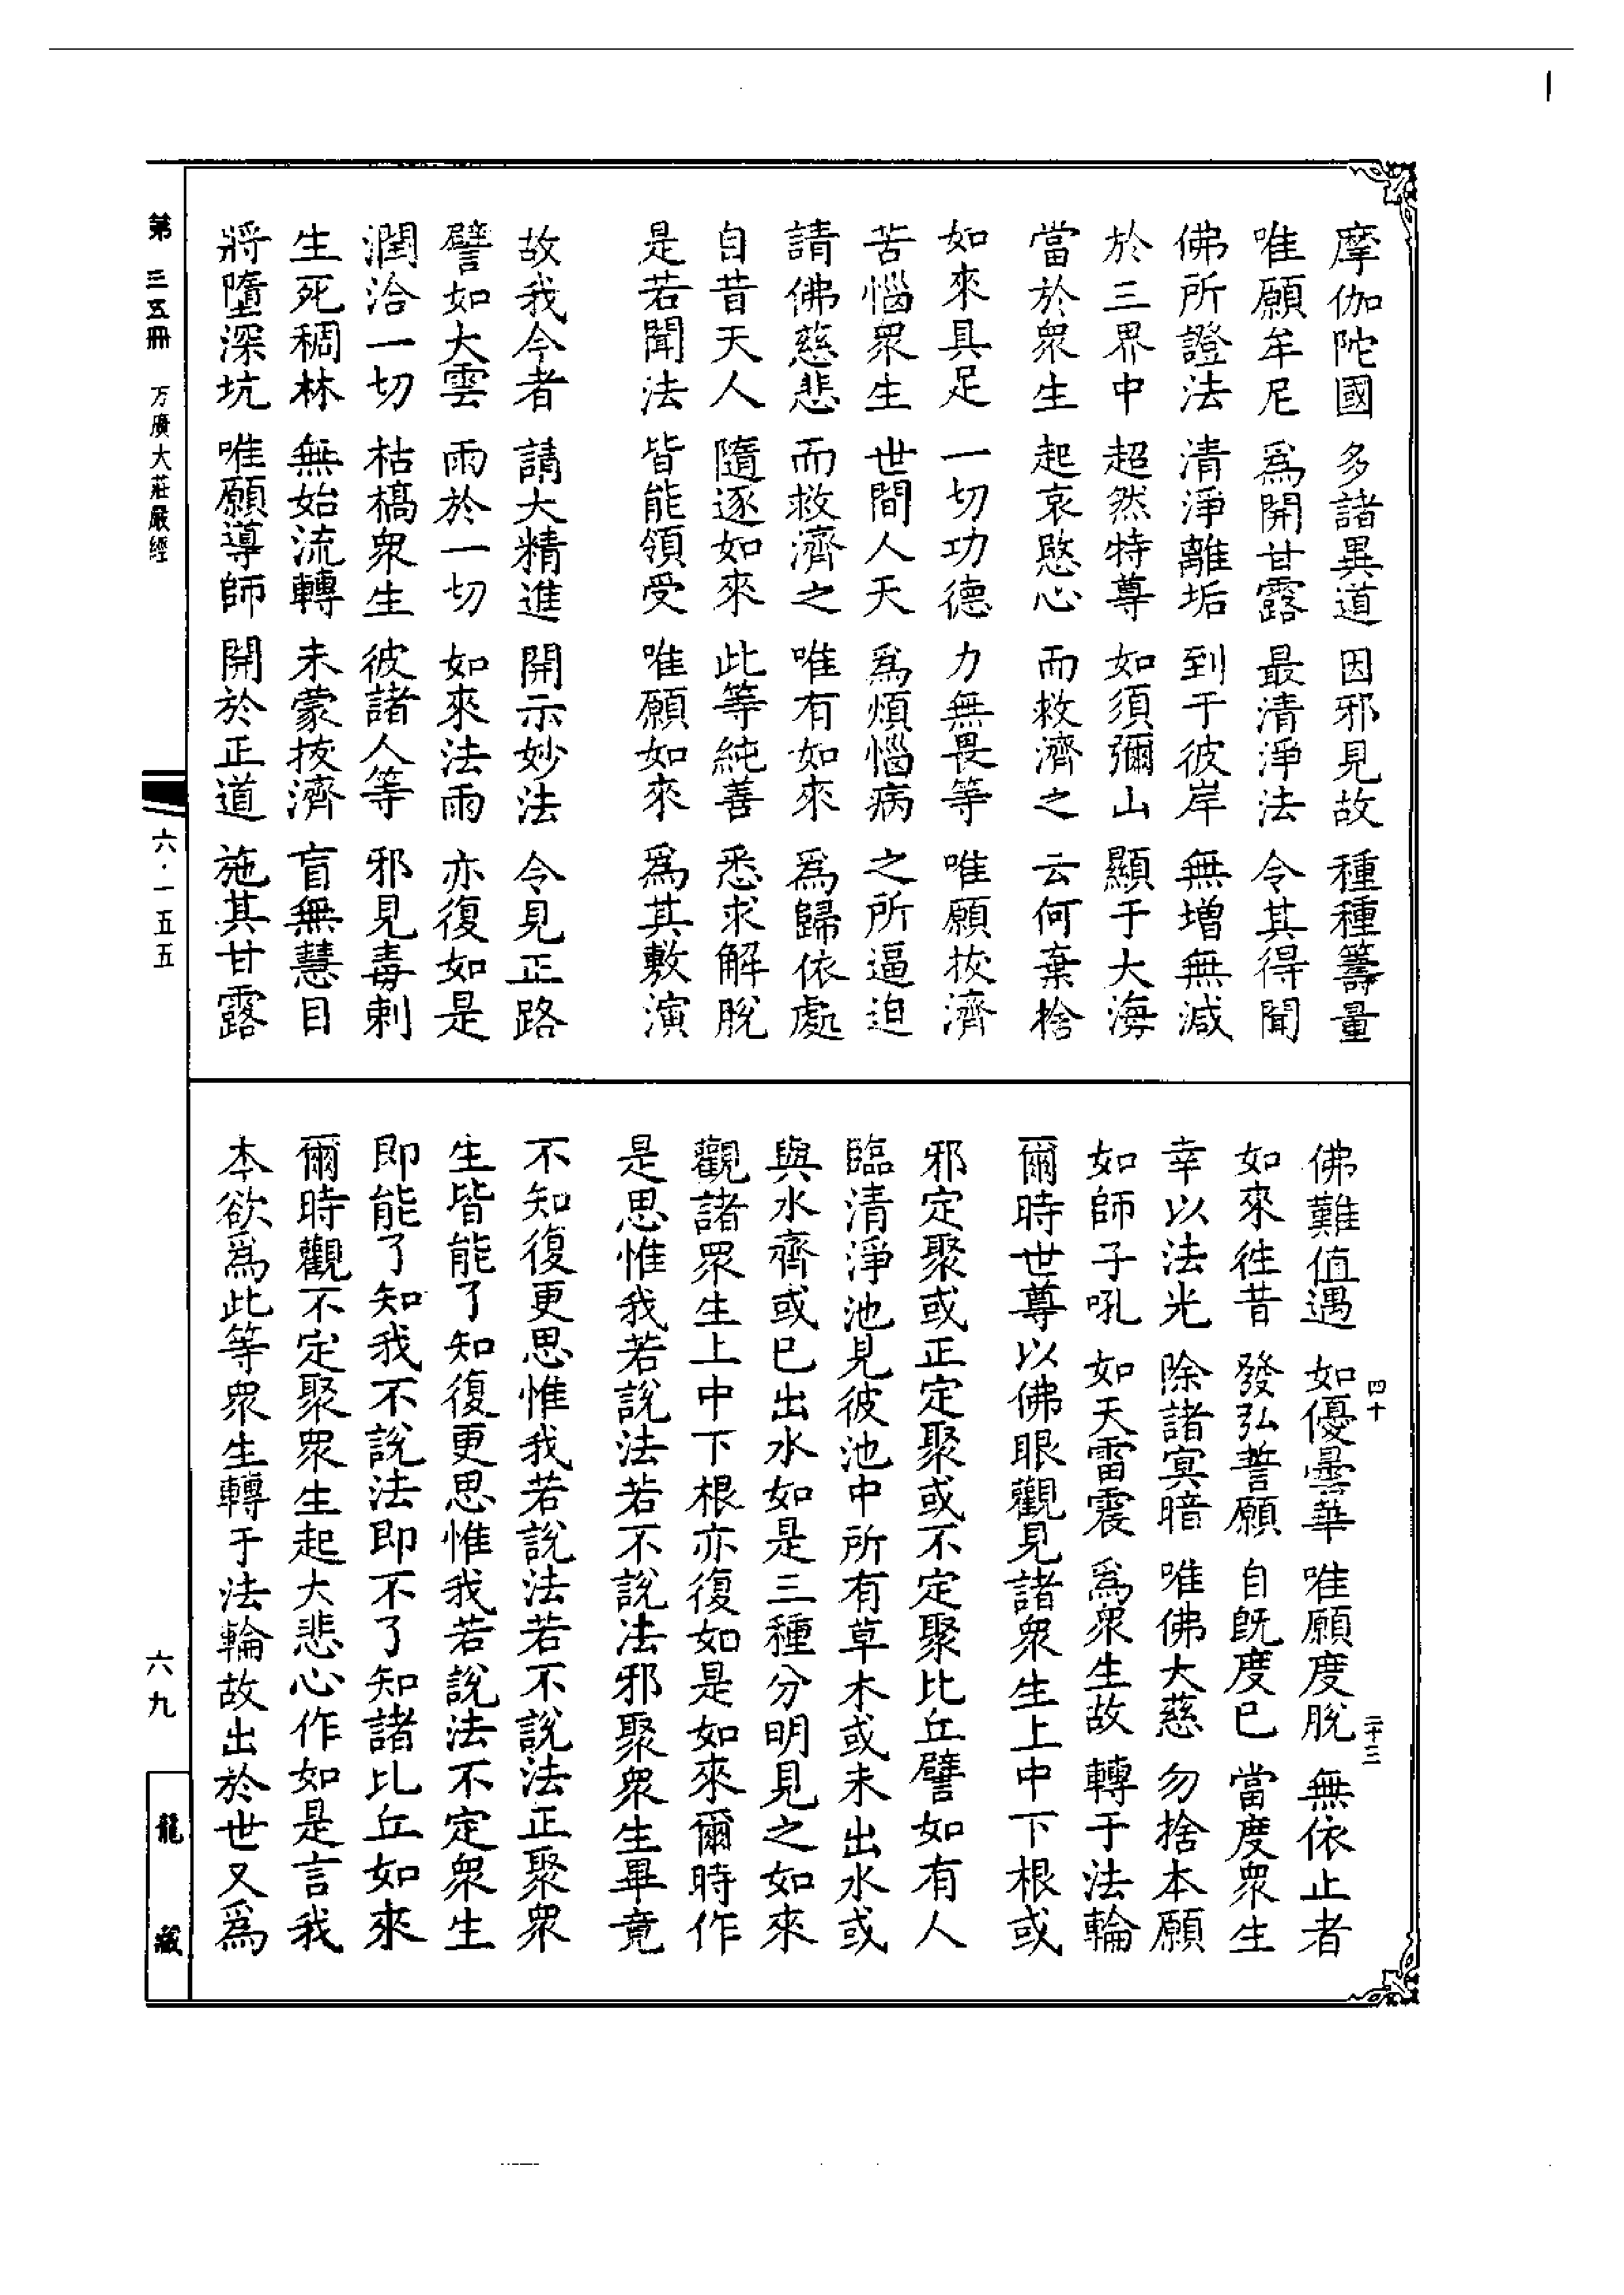 摩伽陀國　多諸異道　因邪見故　種種籌量
唯願牟尼　爲開甘露　最清淨法　令其得聞
佛所證法　清淨離垢　到于彼岸　無增無減
於三界中　超然特尊　如須彌山　顯于大海
當於衆生　起哀愍心　而救濟之　云何棄捨
如來具足　一切功德　力無畏等　唯願拔濟
苦惱衆生　世間人天　爲煩惱病　之所逼迫
請佛慈悲　而救濟之　唯有如來　爲歸依處
自昔天人　隨逐如來　此等純善　悉求解脫
是若聞法　皆能領受　唯願如來　爲其敷演
故我今者　請大精進　開示妙法　令見正路
譬如大雲　雨於一切　如來法雨　亦復如是
潤洽一切　枯槁衆生　彼諸人等　邪見毒刺
生死稠林　無始流轉　未蒙拔濟　盲無慧目
將墮深坑　唯願導師　開於正道　施其甘露
佛難值遇　如優曇華　唯願度脫　無依止者
四十
二十三
如來往昔　發弘誓願　自旣度已　當度衆生
幸以法光　除諸冥暗　唯佛大慈　勿捨本願
如師子吼　如天雷震　爲衆生故　轉于法輪
爾時世尊以佛眼觀見諸衆生上中下根或
邪定聚或正定聚或不定聚比丘譬如有人
臨清淨池見彼池中所有草木或未出水或
與水齊或已出水如是三種分明見之如來
觀諸衆生上中下根亦復如是如來爾時作
是思惟我若說法若不說法邪聚衆生畢竟
不知復更思惟我若說法若不說法正聚衆
生皆能了知復更思惟我若說法不定衆生
即能了知我不說法即不了知諸比丘如來
爾時觀不定聚衆生起大悲心作如是言我
本欲爲此等衆生轉于法輪故出於世又爲
第三五冊　方廣大莊嚴經
六·一五五
六九
龍藏